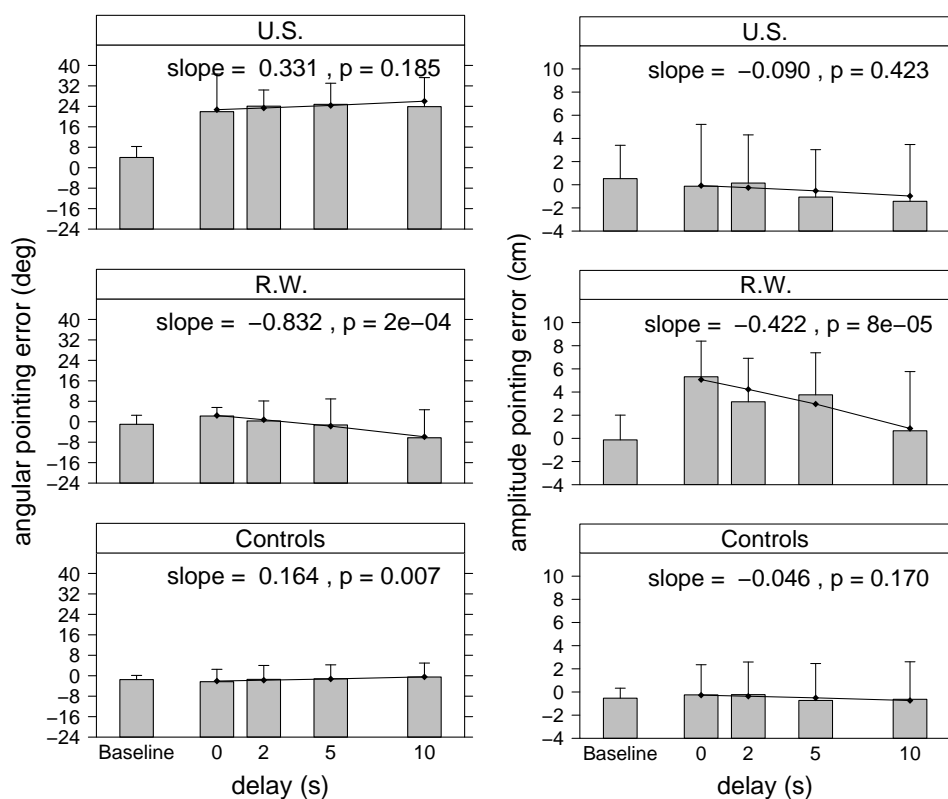 U.S.
slope = 0.331 , p = 0.185
40
32
24
16
8
0
−8
−16
−24
R.W.
slope = −0.832 , p = 2e−04
40
32
24
16
8
0
−8
−16
−24
Controls
slope = 0.164 , p = 0.007
40
32
24
16
8
0
−8
−16
−24
angular pointing error (deg)
Baseline 0 2 5 10
delay (s)
U.S.
slope = −0.090 , p = 0.423
10
8
6
4
2
0
−2
−4
R.W.
slope = −0.422 , p = 8e−05
10
8
6
4
2
0
−2
−4
Controls
slope = −0.046 , p = 0.170
10
8
6
4
2
0
−2
−4
amplitude pointing error (cm)
Baseline 0 2 5 10
delay (s)